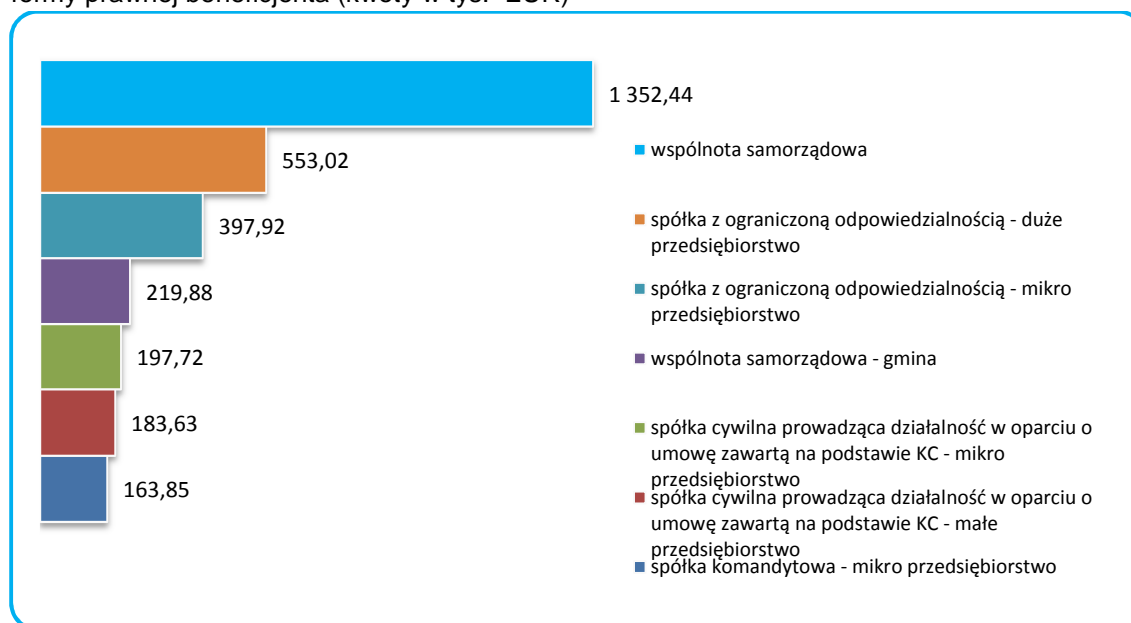 formy prawnej beneficjenta (kwoty w tys. EUR)
1 352,44
553,02
397,92
219,88
197,72
183,63
163,85
wspólnota samorządowa
spółka z ograniczoną odpowiedzialnością - duże
przedsiębiorstwo
spółka z ograniczoną odpowiedzialnością - mikro
przedsiębiorstwo
wspólnota samorządowa - gmina
spółka cywilna prowadząca działalność w oparciu o
umowę zawartą na podstawie KC - mikro
przedsiębiorstwo
spółka cywilna prowadząca działalność w oparciu o
umowę zawartą na podstawie KC - małe
przedsiębiorstwo
spółka komandytowa - mikro przedsiębiorstwo